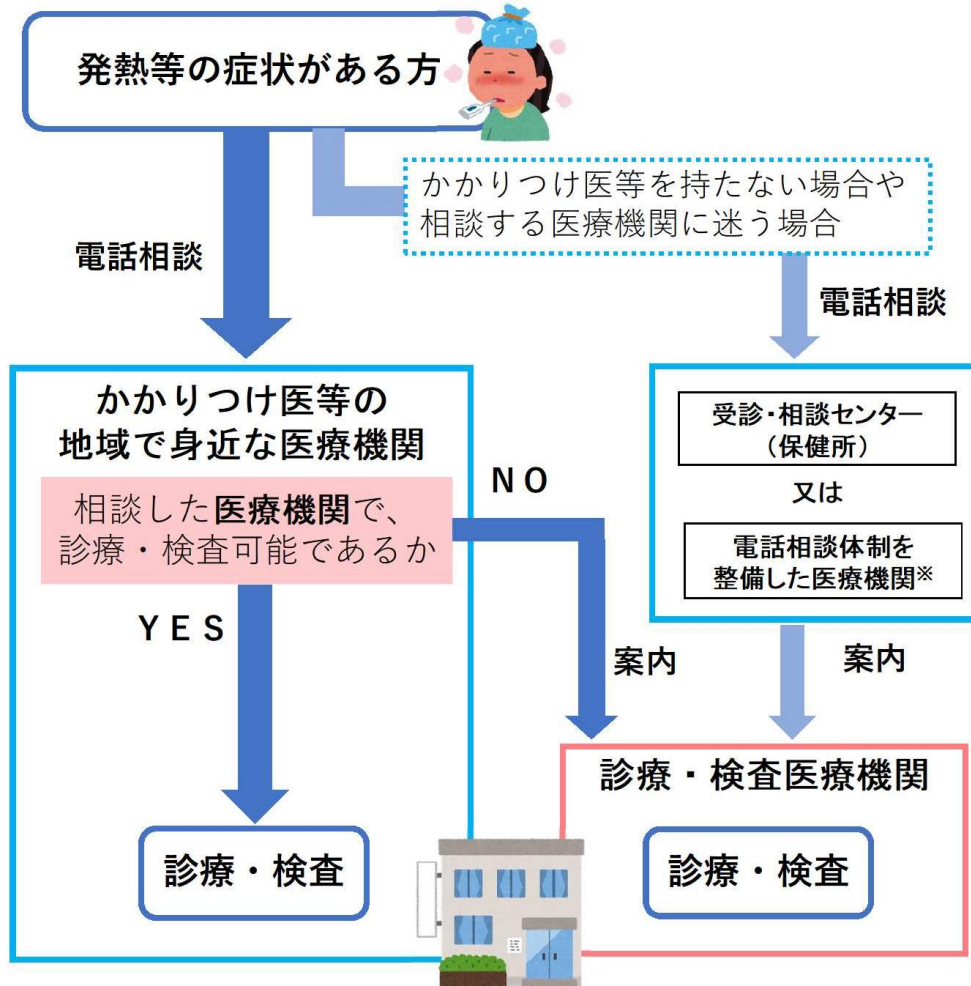 発熱等の症状がある方
かかりつけ医等を持たない場合や
相談する医療機関に迷う場合
電話相談
電話相談
かかりつけ医等の
地域で身近な医療機関
相談した医療機関で、
診療・検査可能であるか
NO
YES
受診・相談センター
（保健所）
又は
電話相談体制を
整備した医療機関※
案内
案内
診療・検査医療機関
診療・検査
診療・検査